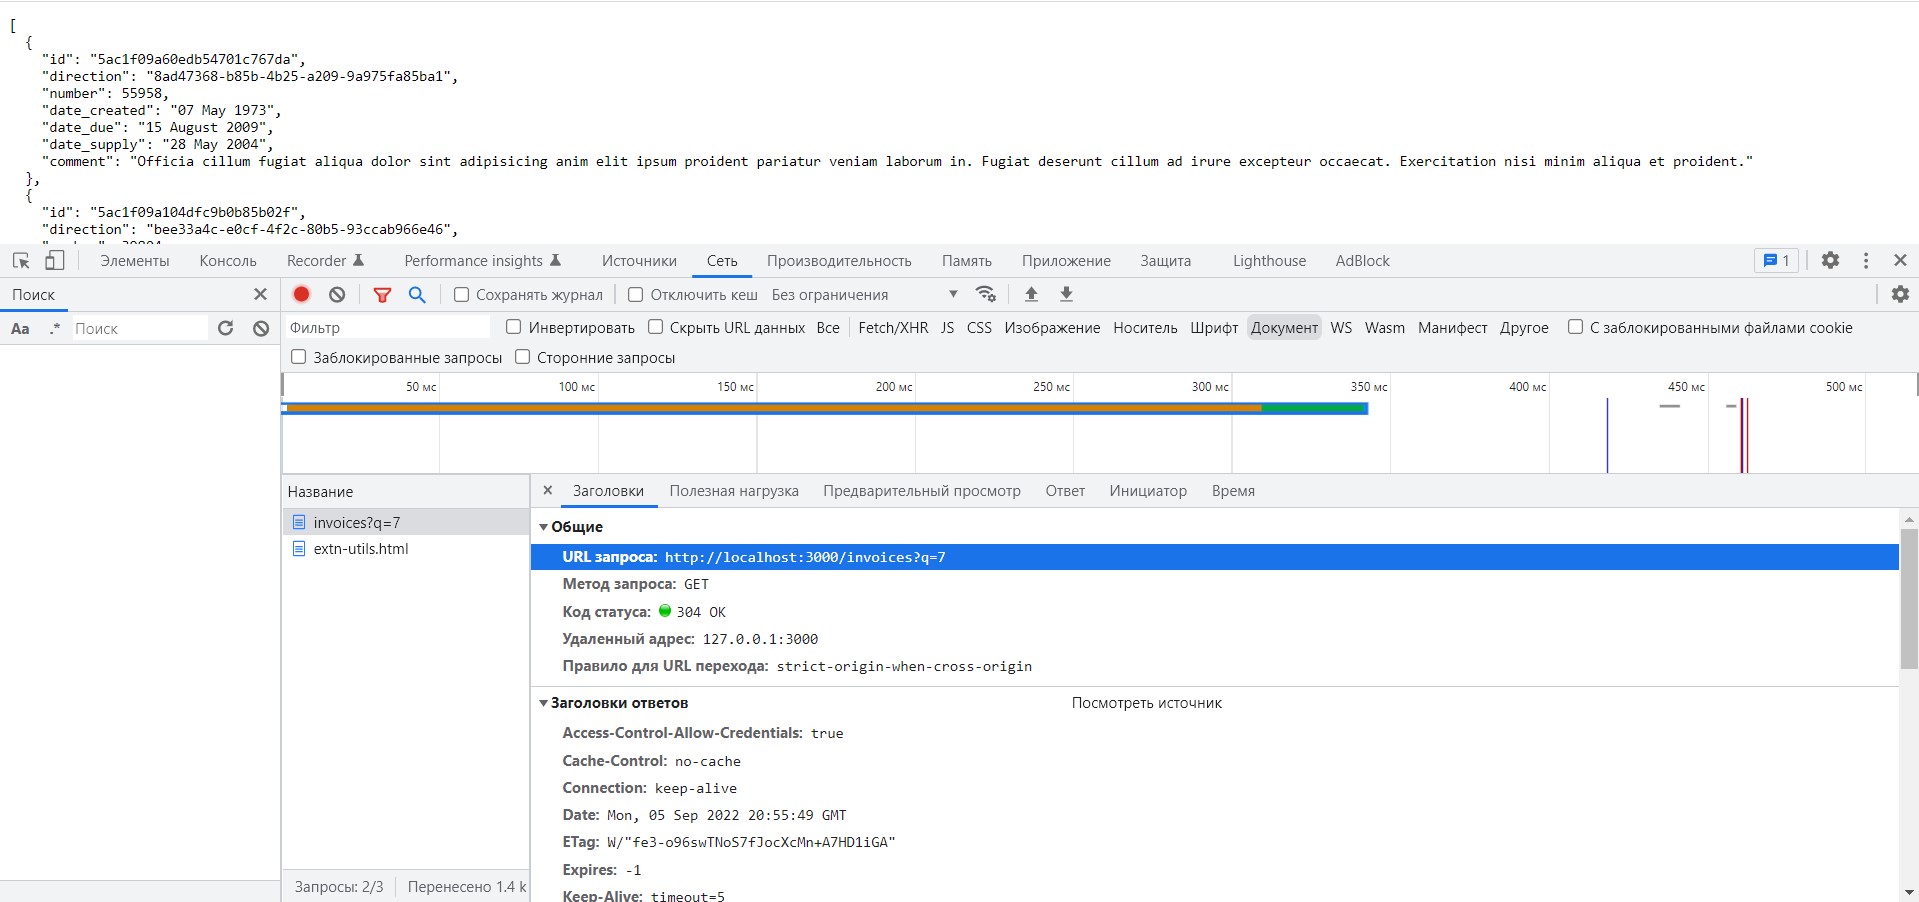 [
{
"id": "5ac1f09a60edb54701c767da",
"direction": "8ad47368-b85b-4b25-a209-9a975fa85ba1",
"number": 55958,
"date_created": "07 May 1973",
"date_due": "15 August 2009",
"date_supply": "28 May 2004",
"comment": "Officia cillum fugiat aliqua dolor sint adipisicing anim elit ipsum proident pariatur veniam laborum in. Fugiat deserunt cillum ad irure excepteur occaecat. Exercitation nisi minim aliqua et proident."
},
{
"id": "5ac1f09a104dfc9b0b85b02f",
"direction": "bee33a4c-e0cf-4f2c-80b5-93ccab966e46",
Элементы Консоль Recorder Performance insights Источники Сеть Производительность Память Приложение Защита Lighthouse AdBlock 1
Поиск Сохранять журнал Отключить кеш Без ограничения
Aa .* Поиск Фильтр Инвертировать Скрыть URL данных Все Fetch/XHR JS CSS Изображение Носитель Шрифт Документ WS Wasm Манифест Другое С заблокированными файлами cookie
Заблокированные запросы Сторонние запросы
50 мс 100 мс 150 мс 200 мс 250 мс 300 мс 350 мс 400 мс 450 мс 500 мс
Название Заголовки Полезная нагрузка Предварительный просмотр Ответ Инициатор Время
invoices?q=7
extn-utils.html
Общие
URL запроса: http://localhost:3000/invoices?q=7
Метод запроса: GET
Код статуса: 304 OK
Удаленный адрес: 127.0.0.1:3000
Правило для URL перехода: strict-origin-when-cross-origin
Заголовки ответов Посмотреть источник
Access-Control-Allow-Credentials: true
Cache-Control: no-cache
Connection: keep-alive
Date: Mon, 05 Sep 2022 20:55:49 GMT
ETag: W/"fe3-o96swTNoS7fJocXcMn+A7HD1iGA"
Expires: -1
Keep-Alive: timeout=5
Запросы: 2/3 Перенесено 1.4 k